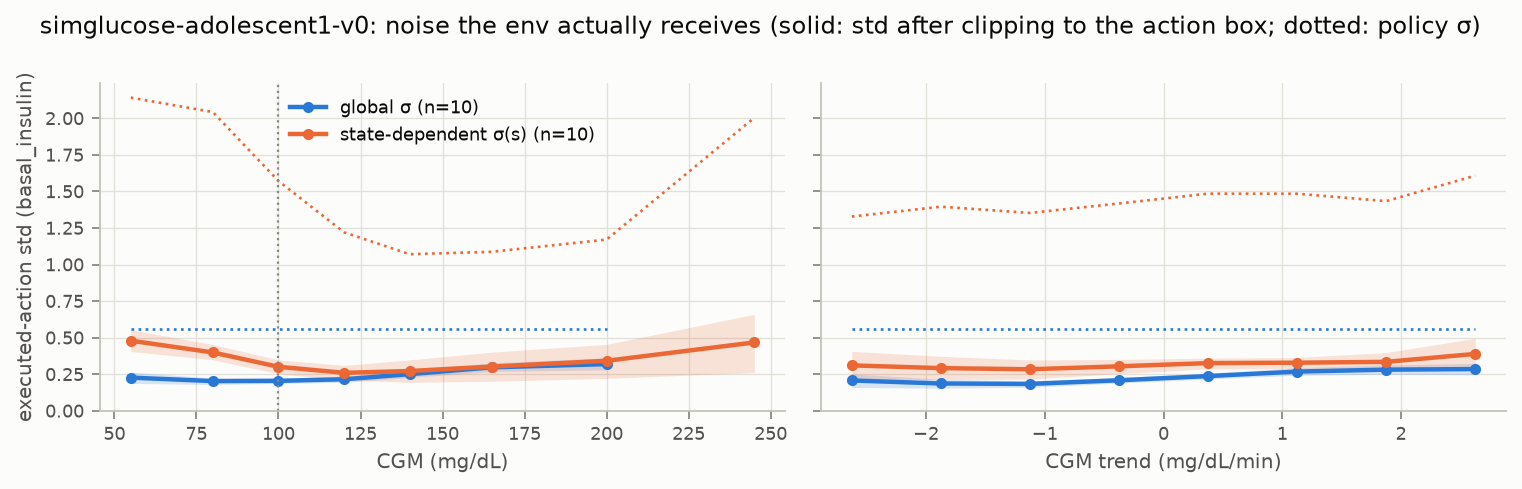 simglucose-adolescent1-v0: noise the env actually receives (solid: std after clipping to the action box; dotted: policy σ)
executed-action std (basal_insulin)
2.00
1.75
1.50
1.25
1.00
0.75
0.50
0.25
0.00
global σ (n=10)
state-dependent σ(s) (n=10)
50 75 100 125 150 175 200 225 250
CGM (mg/dL)
−2 −1 0 1 2
CGM trend (mg/dL/min)